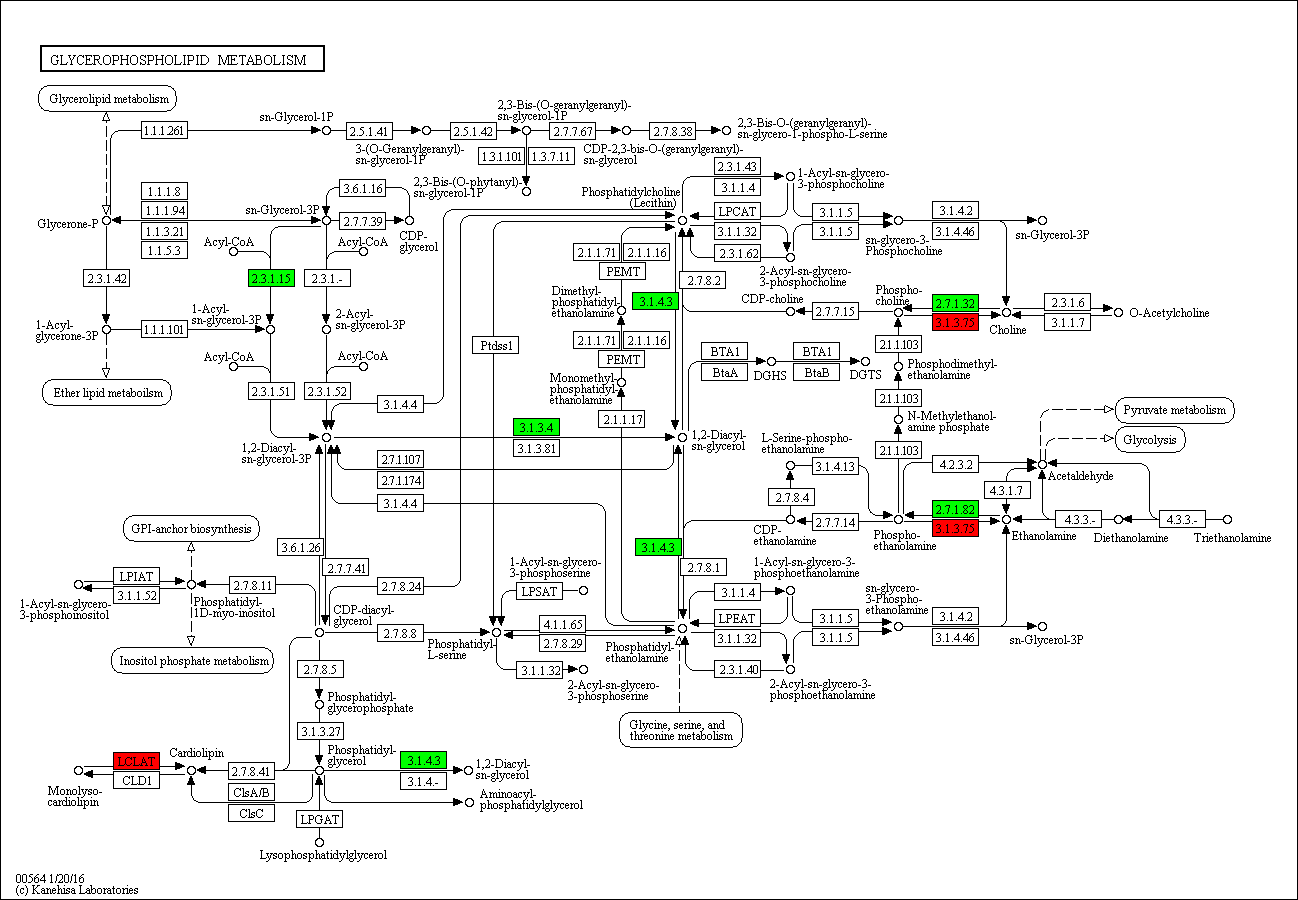 GLYCEROPHOSPHOLIPID METABOLISM
Glycerolipid metabolism
1.1.1.261
sn-Glycerol-1P
2.5.1.41
3-(O-Geranylgeranyl)-
sn-glycerol-1P
2.5.1.42
2,3-Bis-(O-geranylgeranyl)-
sn-glycerol-1P
2.7.7.67
CDP-2,3-bis-O-(geranylgeranyl)-
sn-glycerol
2.7.8.38
2,3-Bis-O-(geranylgeranyl)-
sn-glycero-1-phospho-L-serine
1.3.1.101
1.3.7.11
2,3-Bis-(O-phytanyl)-
sn-glycerol-1P
Glycerone-P
1.1.1.8
1.1.1.94
1.1.3.21
1.1.5.3
sn-Glycerol-3P
3.6.1.16
2.7.7.39
CDP-
glycerol
Acyl-CoA
Acyl-CoA
2.3.1.42
2.3.1.15
2.3.1.-
1-Acyl-
glycerone-3P
1.1.1.101
1-Acyl-
sn-glycerol-3P
2-Acyl-
sn-glycerol-3P
Acyl-CoA
Acyl-CoA
Ether lipid metabolism
2.3.1.51
2.3.1.52
3.1.4.4
1,2-Diacyl-
sn-glycerol-3P
3.1.3.4
3.1.3.81
2.7.1.107
2.7.1.174
3.1.4.4
1,2-Diacyl-
sn-glycerol
Ptdss1
Phosphatidylcholine
(Lecithin)
2.1.1.71
2.1.1.16
PEMT
Dimethyl-
phosphatidyl-
ethanolamine
2.1.1.71
2.1.1.16
PEMT
Monomethyl-
phosphatidyl-
ethanolamine
2.1.1.17
3.1.4.3
2.7.8.2
2.3.1.43
3.1.1.4
LPCAT
3.1.1.32
2.3.1.62
1-Acyl-sn-glycero-
3-phosphocholine
2-Acyl-sn-glycero-
3-phosphocholine
3.1.1.5
3.1.1.5
sn-glycero-3-
Phosphocholine
3.1.4.2
3.1.4.46
sn-Glycerol-3P
CDP-choline
2.7.7.15
Phospho-
choline
2.7.1.32
3.1.3.75
Choline
2.3.1.6
3.1.1.7
O-Acetylcholine
2.1.1.103
Phosphodimethyl-
ethanolamine
2.1.1.103
N-Methylethanol-
amine phosphate
2.1.1.103
BTA1
BtaA
DGHS
BTA1
BtaB
DGTS
Pyruvate metabolism
Glycolysis
L-Serine-phospho-
ethanolamine
3.1.4.13
2.7.8.4
4.2.3.2
Acetaldehyde
4.3.1.7
CDP-
ethanolamine
2.7.7.14
Phospho-
ethanolamine
2.7.1.82
3.1.3.75
Ethanolamine
4.3.3.-
Diethanolamine
4.3.3.-
Triethanolamine
GPI-anchor biosynthesis
3.6.1.26
2.7.7.41
3.1.4.3
2.7.8.1
1-Acyl-sn-glycero-
3-phosphoinositol
LPIAT
3.1.1.52
Phosphatidyl-
1D-myo-inositol
2.7.8.11
2.7.8.24
Inositol phosphate metabolism
CDP-diacyl-
glycerol
2.7.8.8
Phosphatidyl-
L-serine
1-Acyl-sn-glycero-
3-phosphoserine
LPSAT
4.1.1.65
2.7.8.29
3.1.1.32
2-Acyl-sn-glycero-
3-phosphoserine
Phosphatidyl-
ethanolamine
1-Acyl-sn-glycero-3-
phosphoethanolamine
3.1.1.4
LPEAT
3.1.1.32
2.3.1.40
2-Acyl-sn-glycero-3-
phosphoethanolamine
3.1.1.5
3.1.1.5
sn-glycero-
3-Phospho-
ethanolamine
3.1.4.2
3.1.4.46
sn-Glycerol-3P
Glycine, serine, and
threonine metabolism
2.7.8.5
Phosphatidyl-
glycerophosphate
3.1.3.27
Phosphatidyl-
glycerol
Monolyso-
cardiolipin
LCLAT
CLD1
Cardiolipin
2.7.8.41
ClsA/B
ClsC
3.1.4.3
3.1.4.-
1,2-Diacyl-
sn-glycerol
Aminoacyl-
phosphatidylglycerol
LPGAT
Lysophosphatidylglycerol
00564 1/20/16
(c) Kanehisa Laboratories